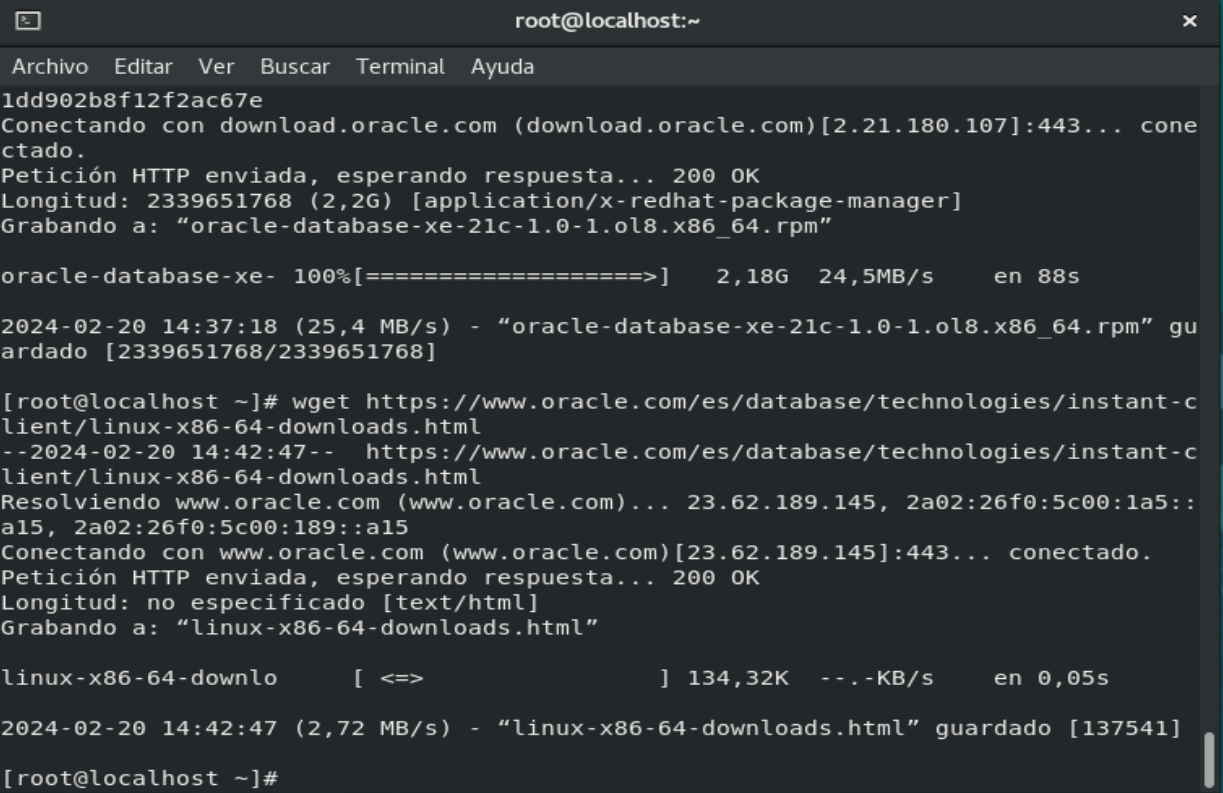 root@localhost:~
Archivo Editar Ver Buscar Terminal Ayuda
1dd902b8f12f2ac67e
Conectando con download.oracle.com (download.oracle.com)[2.21.180.107]:443... cone
ctado.
Petición HTTP enviada, esperando respuesta... 200 OK
Longitud: 2339651768 (2,2G) [application/x-redhat-package-manager]
Grabando a: “oracle-database-xe-21c-1.0-1.ol8.x86_64.rpm”
oracle-database-xe- 100%[===================>]   2,18G  24,5MB/s    en 88s
2024-02-20 14:37:18 (25,4 MB/s) - “oracle-database-xe-21c-1.0-1.ol8.x86_64.rpm” gu
ardado [2339651768/2339651768]
[root@localhost ~]# wget https://www.oracle.com/es/database/technologies/instant-c
lient/linux-x86-64-downloads.html
--2024-02-20 14:42:47--  https://www.oracle.com/es/database/technologies/instant-c
lient/linux-x86-64-downloads.html
Resolviendo www.oracle.com (www.oracle.com)... 23.62.189.145, 2a02:26f0:5c00:1a5::
a15, 2a02:26f0:5c00:189::a15
Conectando con www.oracle.com (www.oracle.com)[23.62.189.145]:443... conectado.
Petición HTTP enviada, esperando respuesta... 200 OK
Longitud: no especificado [text/html]
Grabando a: “linux-x86-64-downloads.html”
linux-x86-64-downlo     [ <=>                ] 134,32K  --.-KB/s    en 0,05s
2024-02-20 14:42:47 (2,72 MB/s) - “linux-x86-64-downloads.html” guardado [137541]
[root@localhost ~]#